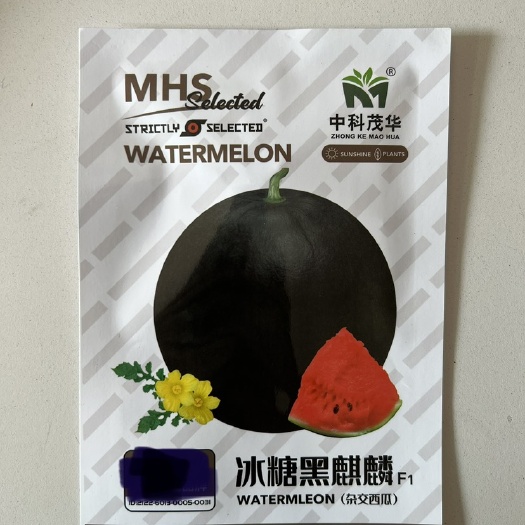 MHS
Selected
STRICTLY SELECTED®
WATERMELON
®
中科茂华
ZHONG KE MAO HUA
SUNSHINE PLANTS
冰糖黑麒麟 F1
WATERMLEON（杂交西瓜）